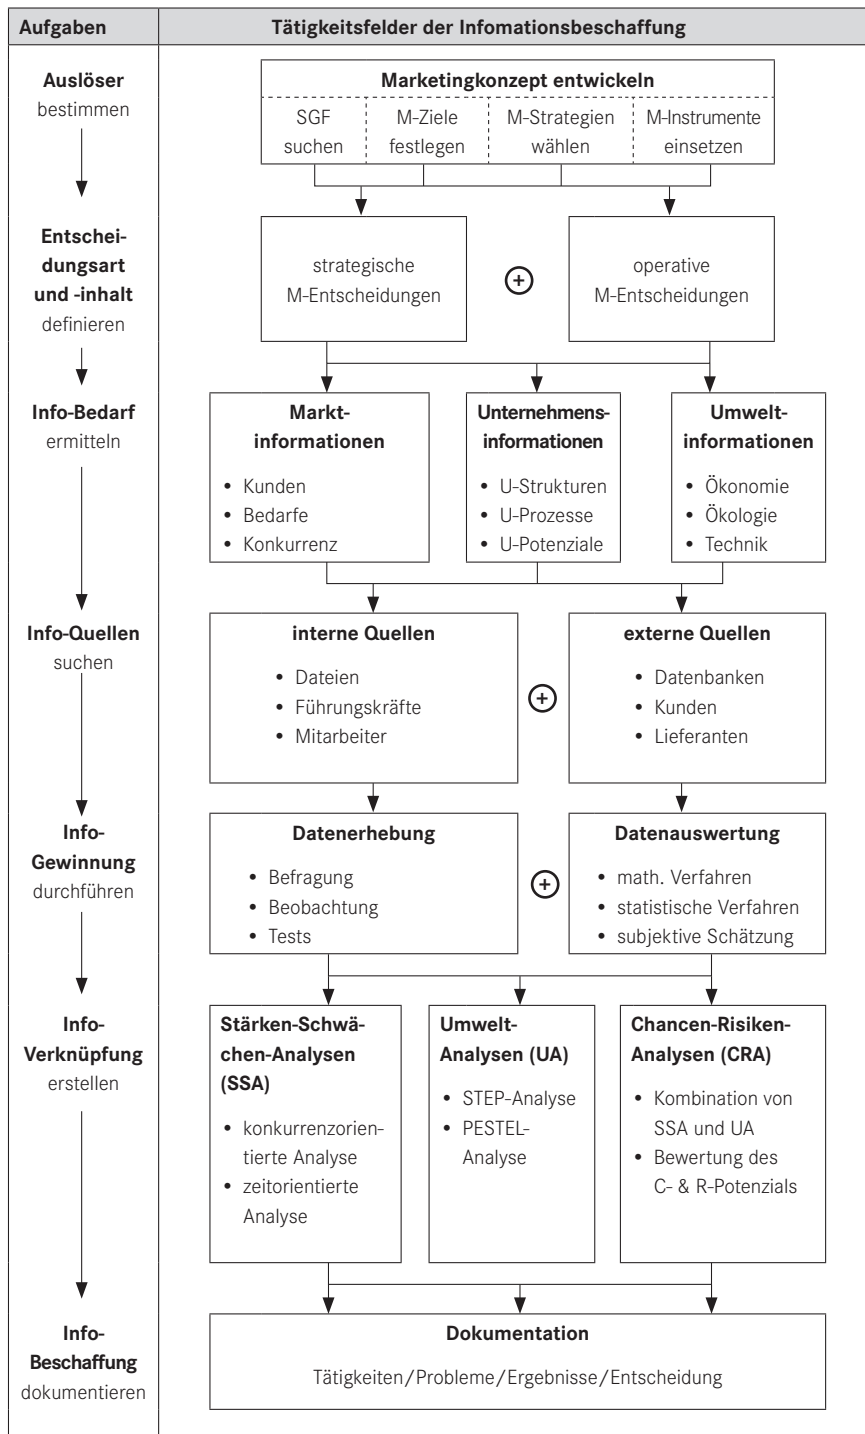 Aufgaben
Tätigkeitsfelder der Infomationsbeschaffung
Auslöser
bestimmen
Marketingkonzept entwickeln
SGF
suchen
M-Ziele
festlegen
M-Strategien
wählen
M-Instrumente
einsetzen
Entschei-
dungsart
und -inhalt
definieren
strategische
M-Entscheidungen
+
operative
M-Entscheidungen
Info-Bedarf
ermitteln
Markt-
informationen
• Kunden
• Bedarfe
• Konkurrenz
Unternehmens-
informationen
• U-Strukturen
• U-Prozesse
• U-Potenziale
Umwelt-
informationen
• Ökonomie
• Ökologie
• Technik
Info-Quellen
suchen
interne Quellen
• Dateien
• Führungskräfte
• Mitarbeiter
+
externe Quellen
• Datenbanken
• Kunden
• Lieferanten
Info-
Gewinnung
durchführen
Datenerhebung
• Befragung
• Beobachtung
• Tests
+
Datenauswertung
• math. Verfahren
• statistische Verfahren
• subjektive Schätzung
Info-
Verknüpfung
erstellen
Stärken-Schwä-
chen-Analysen
(SSA)
• konkurrenzorien-
tierte Analyse
• zeitorientierte
Analyse
Umwelt-
Analysen (UA)
• STEP-Analyse
• PESTEL-
Analyse
Chancen-Risiken-
Analysen (CRA)
• Kombination von
SSA und UA
• Bewertung des
C- & R-Potenzials
Info-
Beschaffung
dokumentieren
Dokumentation
Tätigkeiten/Probleme/Ergebnisse/Entscheidung